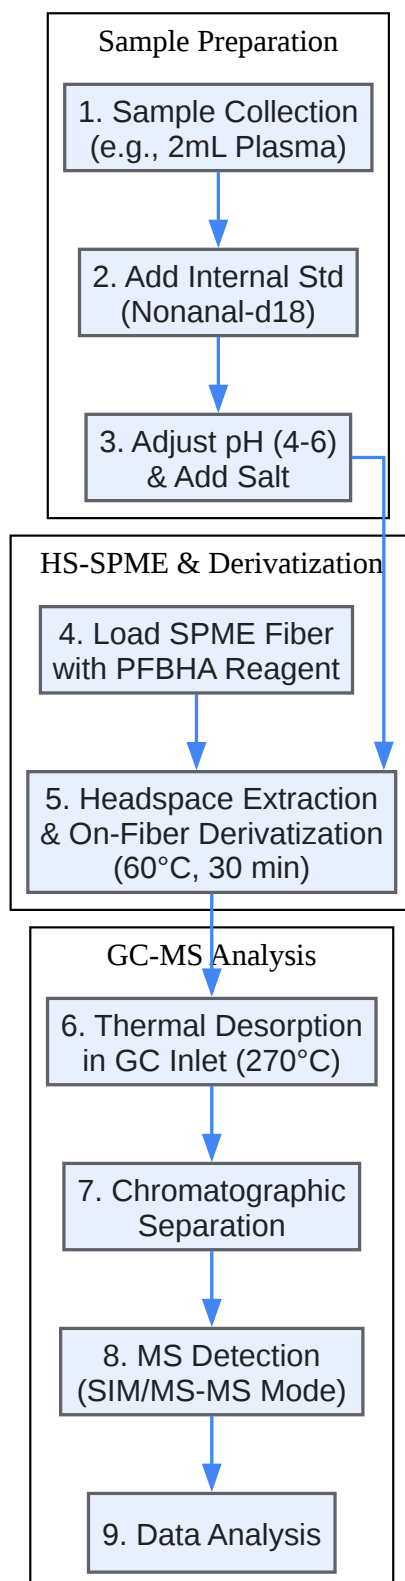 Sample Preparation
1. Sample Collection
(e.g., 2mL Plasma)
2. Add Internal Std
(Nonanal-d18)
3. Adjust pH (4-6)
& Add Salt
HS-SPME & Derivatization
4. Load SPME Fiber
with PFBHA Reagent
5. Headspace Extraction
& On-Fiber Derivatization
(60°C, 30 min)
GC-MS Analysis
6. Thermal Desorption
in GC Inlet (270°C)
7. Chromatographic
Separation
8. MS Detection
(SIM/MS-MS Mode)
9. Data Analysis